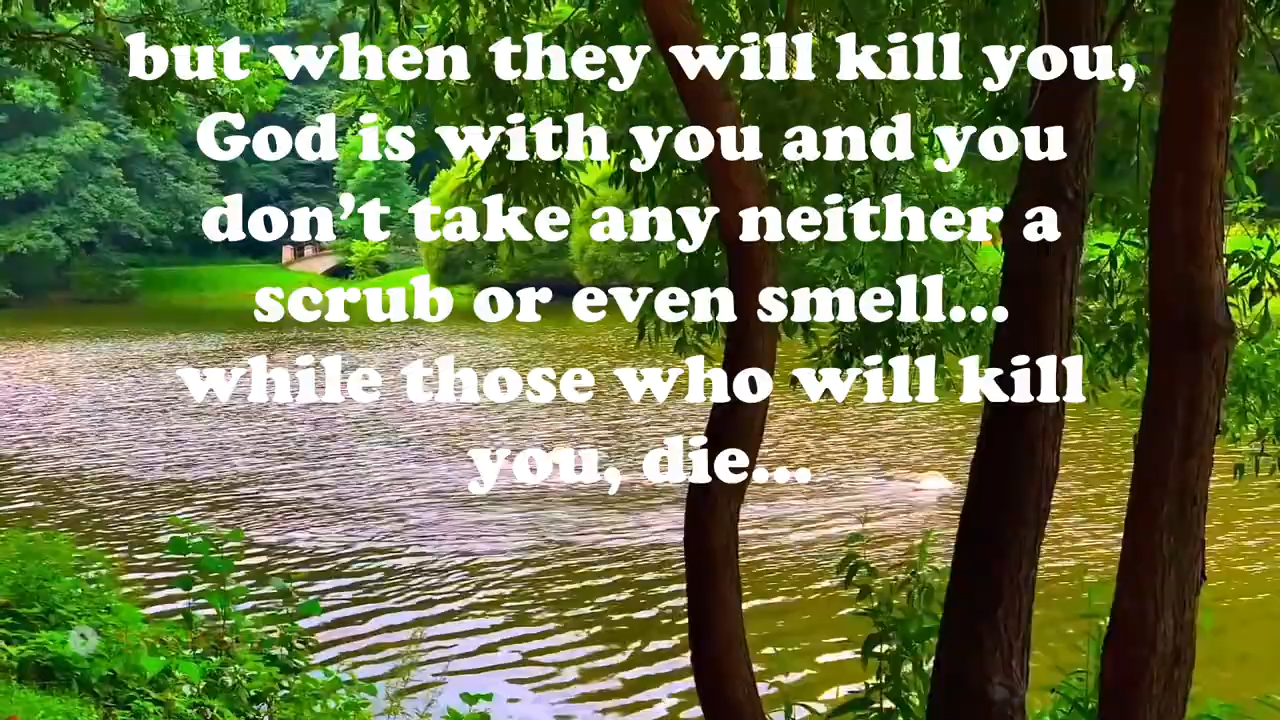 but when they will kill you,
God is with you and you
don’t take any neither a
scrub or even smell...
while those who will kill
you, die...